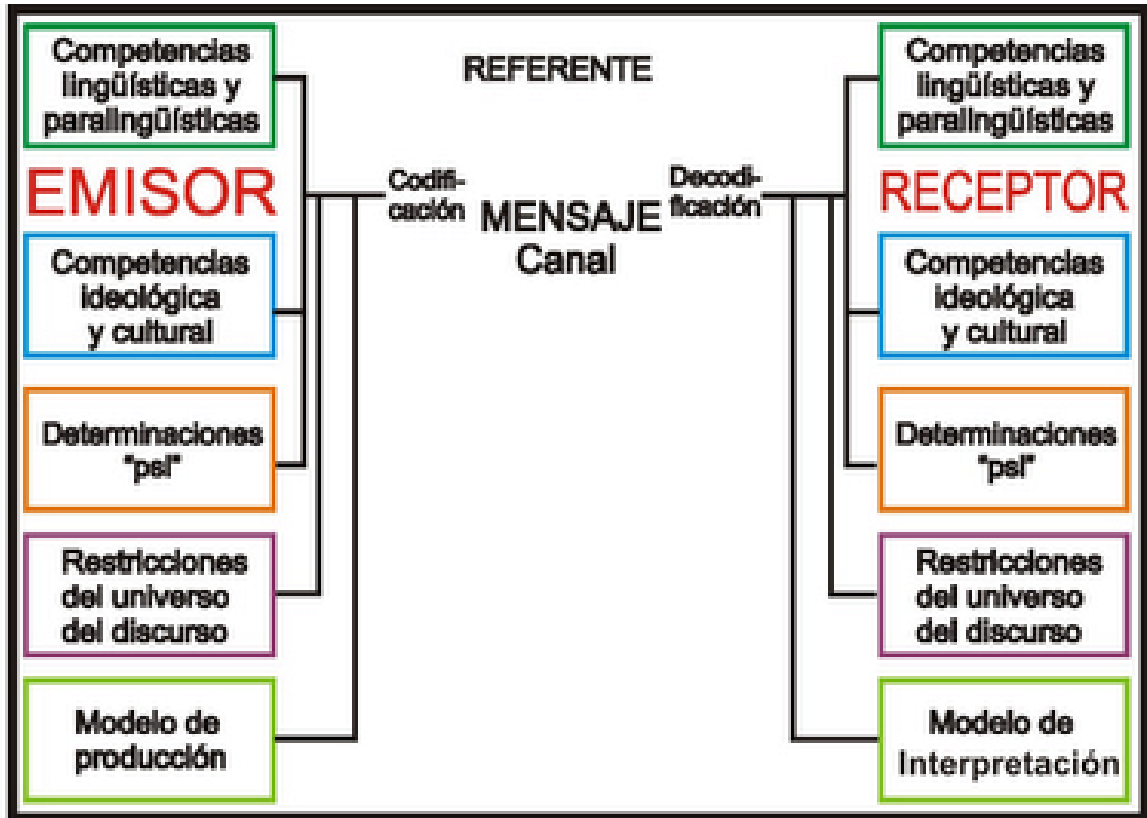 Competencias
lingüísticas y
paralingüísticas
EMISOR
Competencias
ideológica
y cultural
Determinaciones
"psi"
Restricciones
del universo
del discurso
Modelo de
producción
REFERENTE
Codifi-
cación
MENSAJE
Canal
Decodi-
ficación
Competencias
lingüísticas y
paralingüísticas
RECEPTOR
Competencias
ideológica
y cultural
Determinaciones
"psi"
Restricciones
del universo
del discurso
Modelo de
Interpretación